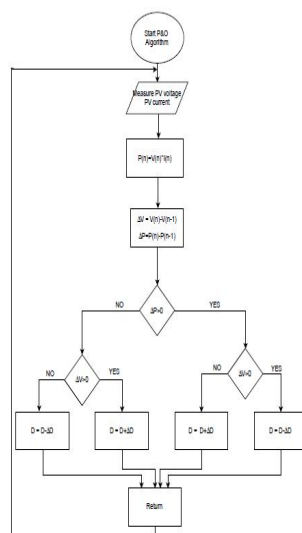 Start P&O
Algorithm
Measure PV voltage
PV current
P(n)=V(n)*I(n)
ΔV = V(n)-V(n-1)
ΔP=P(n)-P(n-1)
NO
ΔP>0
YES
NO
ΔV>0
YES
NO
ΔV>0
YES
D = D-ΔD
D = D+ΔD
D = D+ΔD
D = D-ΔD
Return